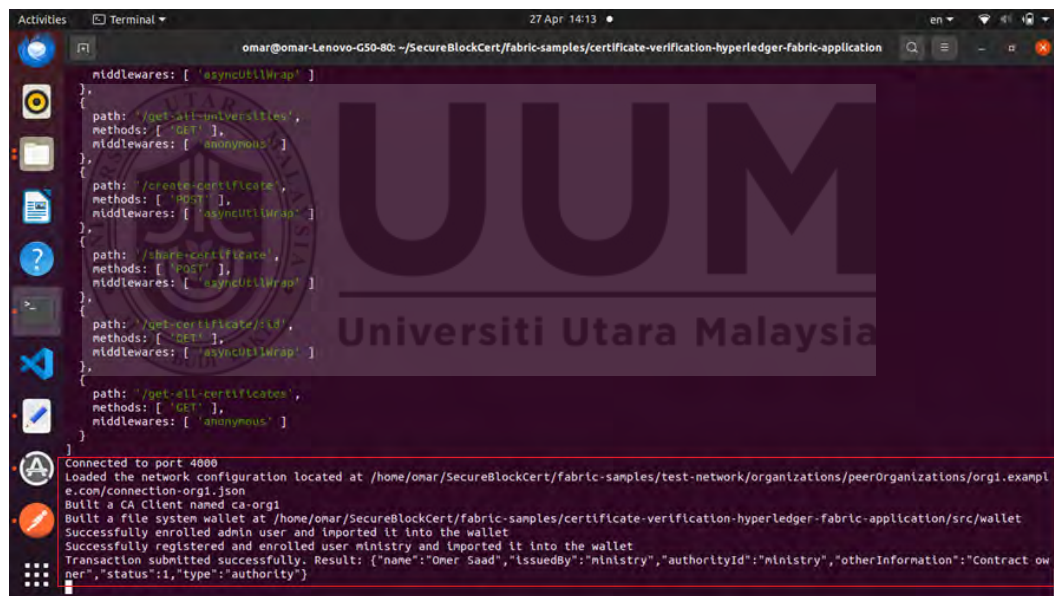 Activities
Terminal
27 Apr 14:13
en
omar@omar-Lenovo-G50-80: ~/SecureBlockCert/fabric-samples/certificate-verification-hyperledger-fabric-application
middlewares: [ 'asyncUtilWrap' ]
},
{
path: '/get-all-universities',
methods: [ 'GET' ],
middlewares: [ 'anonymous' ]
},
{
path: '/create-certificate',
methods: [ 'POST' ],
middlewares: [ 'asyncUtilWrap' ]
},
{
path: '/share-certificate',
methods: [ 'POST' ],
middlewares: [ 'asyncUtilWrap' ]
},
{
path: '/get-certificate/:id',
methods: [ 'GET' ],
middlewares: [ 'asyncUtilWrap' ]
},
{
path: '/get-all-certificates',
methods: [ 'GET' ],
middlewares: [ 'anonymous' ]
}
]
Connected to port 4000
Loaded the network configuration located at /home/omar/SecureBlockCert/fabric-samples/test-network/organizations/peerOrganizations/org1.exampl
e.com/connection-org1.json
Built a CA Client named ca-org1
Built a file system wallet at /home/omar/SecureBlockCert/fabric-samples/certificate-verification-hyperledger-fabric-application/src/wallet
Successfully enrolled admin user and imported it into the wallet
Successfully registered and enrolled user ministry and imported it into the wallet
Transaction submitted successfully. Result: {"name":"Omer Saad","issuedBy":"ministry","authorityId":"ministry","otherInformation":"Contract ow
ner","status":1,"type":"authority"}
UUM
Universiti Utara Malaysia